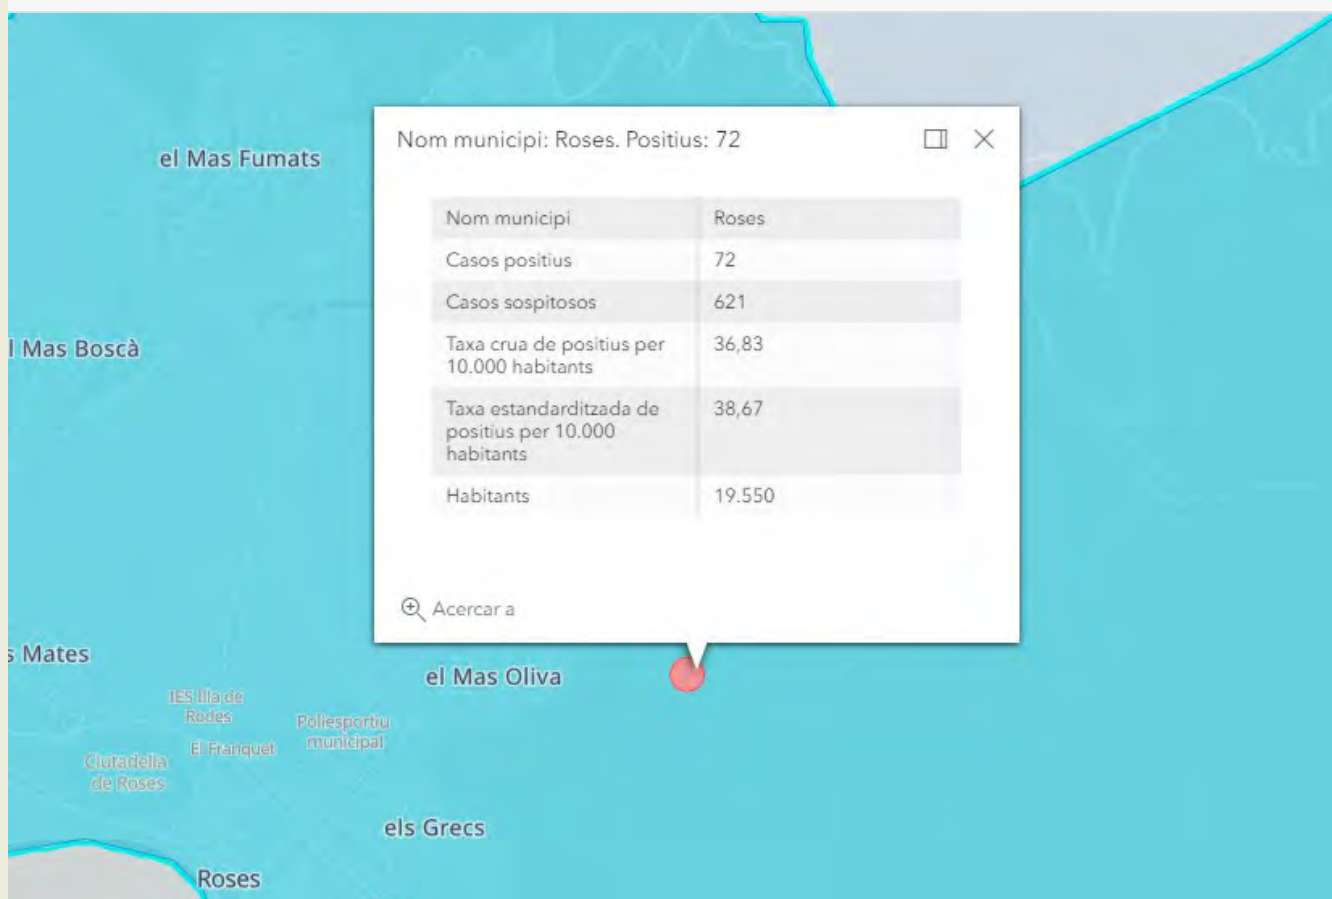 el Mas Fumats
Nom municipi: Roses. Positius: 72
Nom municipi Roses
Casos positius 72
Casos sospitosos 621
Taxa crua de positius per 36,83
10.000 habitants
Taxa estandarditzada de 38,67
positius per 10.000
habitants
Habitants 19.550
Acercar a
l Mas Boscà
s Mates
el Mas Oliva
IES Illa de
Rodes
Poliesportiu
municipal
El Franquet
Ciutadella
de Roses
els Grecs
Roses